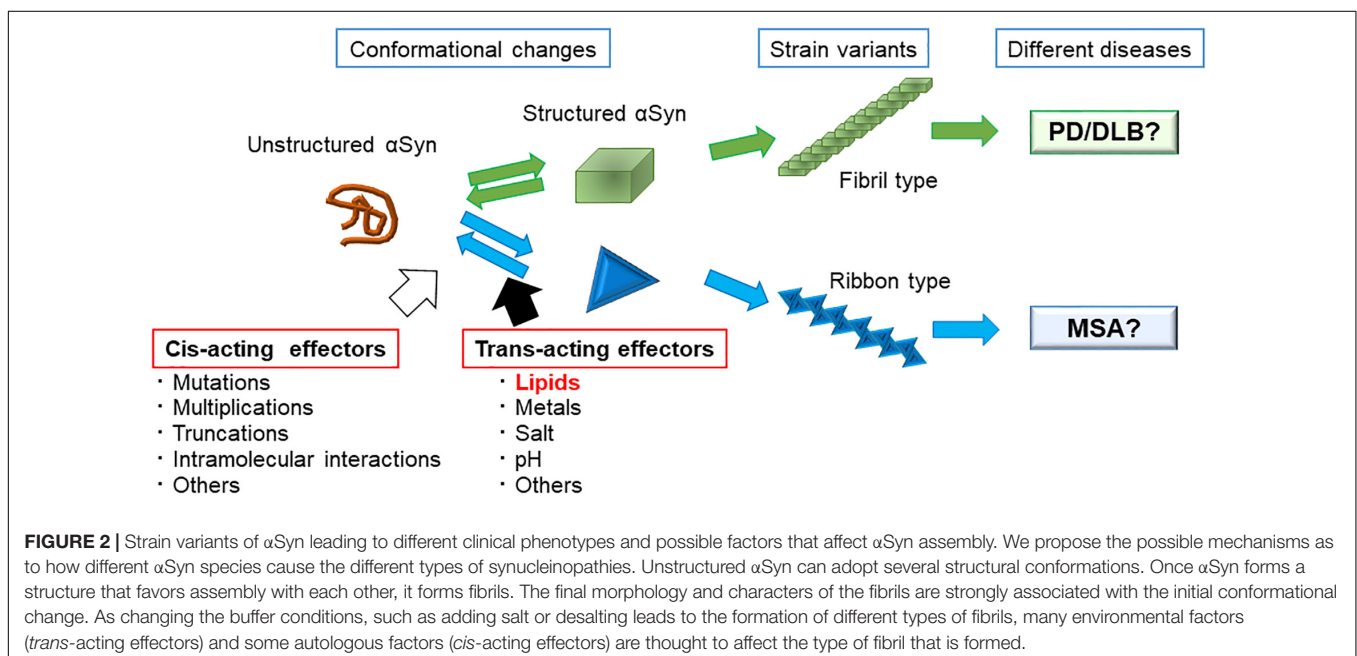 Conformational changes
Strain variants
Different diseases
Structured αSyn
Unstructured αSyn
PD/DLB?
Fibril type
Ribbon type
MSA?
Cis-acting effectors
· Mutations
· Multiplications
· Truncations
· Intramolecular interactions
· Others
Trans-acting effectors
· Lipids
· Metals
· Salt
· pH
· Others
FIGURE 2 | Strain variants of αSyn leading to different clinical phenotypes and possible factors that affect αSyn assembly. We propose the possible mechanisms as
to how different αSyn species cause the different types of synucleinopathies. Unstructured αSyn can adopt several structural conformations. Once αSyn forms a
structure that favors assembly with each other, it forms fibrils. The final morphology and characters of the fibrils are strongly associated with the initial conformational
change. As changing the buffer conditions, such as adding salt or desalting leads to the formation of different types of fibrils, many environmental factors
(trans-acting effectors) and some autologous factors (cis-acting effectors) are thought to affect the type of fibril that is formed.